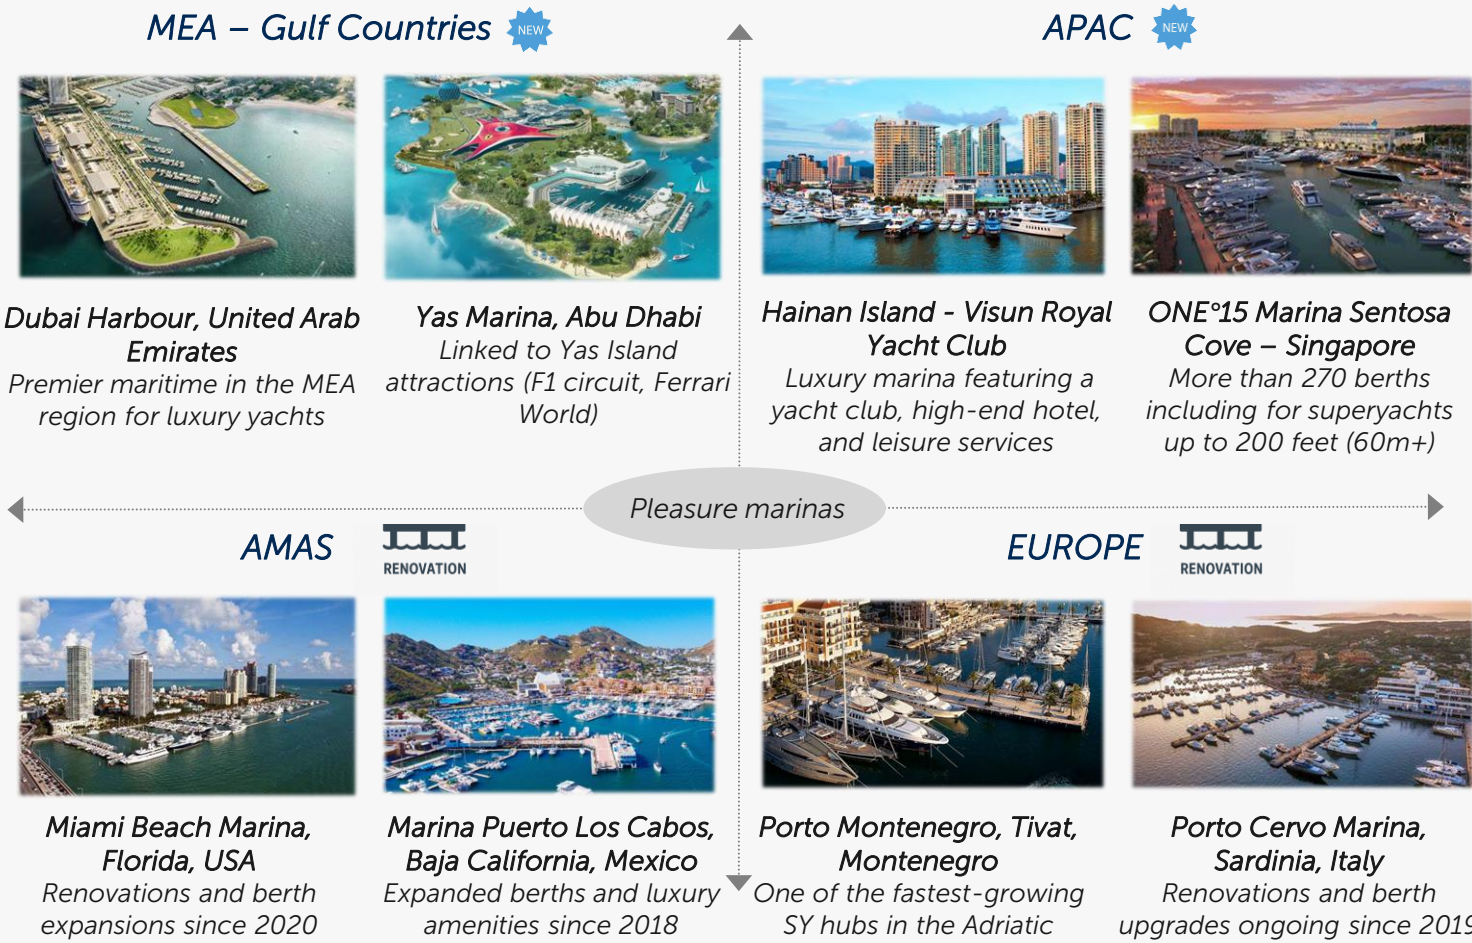 MEA – Gulf Countries
NEW
APAC
NEW
Dubai Harbour, United Arab
Emirates
Premier maritime in the MEA
region for luxury yachts
Yas Marina, Abu Dhabi
Linked to Yas Island
attractions (F1 circuit, Ferrari
World)
Hainan Island - Visun Royal
Yacht Club
Luxury marina featuring a
yacht club, high-end hotel,
and leisure services
ONE°15 Marina Sentosa
Cove – Singapore
More than 270 berths
including for superyachts
up to 200 feet (60m+)
Pleasure marinas
AMAS
RENOVATION
EUROPE
RENOVATION
Miami Beach Marina,
Florida, USA
Renovations and berth
expansions since 2020
Marina Puerto Los Cabos,
Baja California, Mexico
Expanded berths and luxury
amenities since 2018
Porto Montenegro, Tivat,
Montenegro
One of the fastest-growing
SY hubs in the Adriatic
Porto Cervo Marina,
Sardinia, Italy
Renovations and berth
upgrades ongoing since 2019